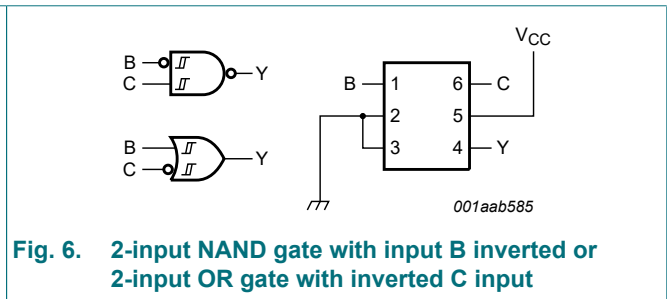 B
C
Y
B
C
Y
V_CC
B 1 6 C
2 5
3 4 Y
001aab585
Fig. 6. 2-input NAND gate with input B inverted or
2-input OR gate with inverted C input